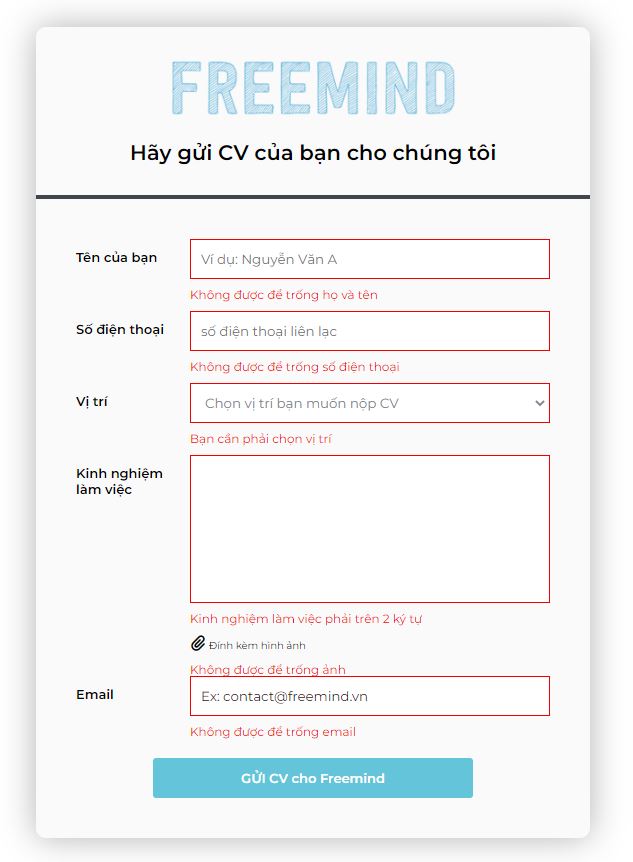 FREEMIND
Hãy gửi CV của bạn cho chúng tôi
Tên của bạn
Ví dụ: Nguyễn Văn A
Không được để trống họ và tên
Số điện thoại
số điện thoại liên lạc
Không được để trống số điện thoại
Vị trí
Chọn vị trí bạn muốn nộp CV
Bạn cần phải chọn vị trí
Kinh nghiệm
làm việc
Kinh nghiệm làm việc phải trên 2 ký tự
Đính kèm hình ảnh
Không được để trống ảnh
Email
Ex: contact@freemind.vn
Không được để trống email
GỬI CV cho Freemind